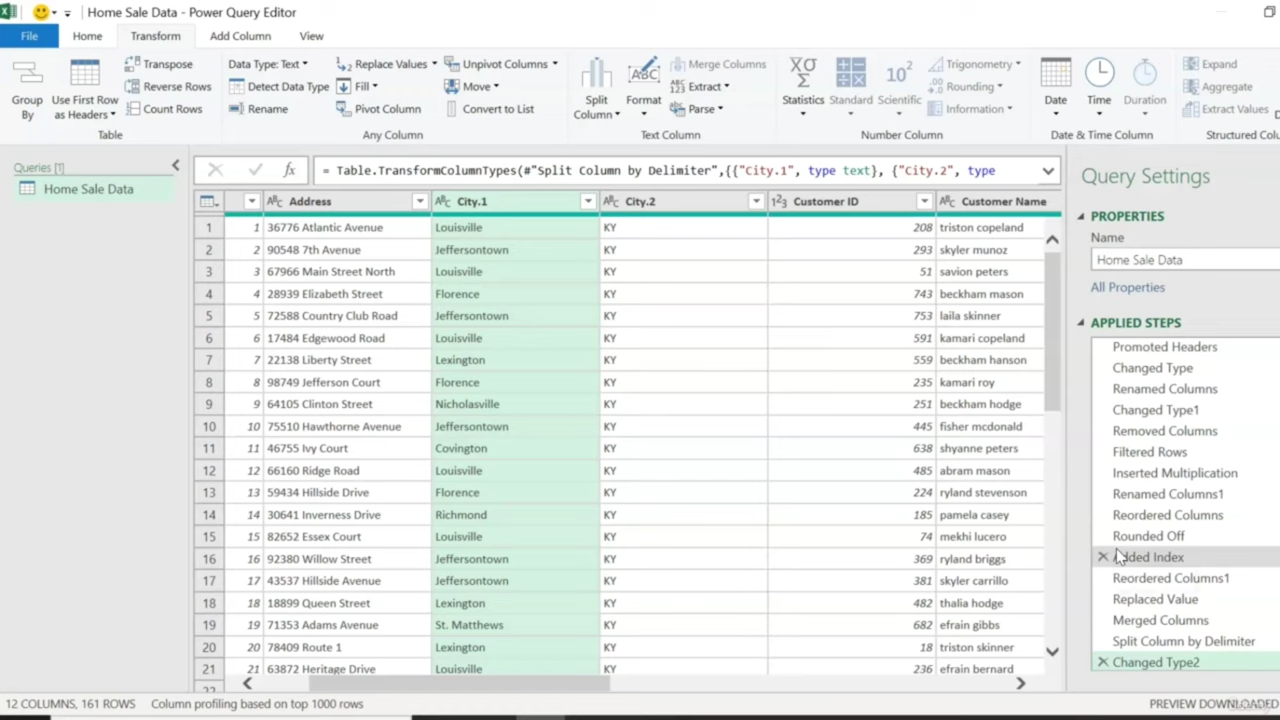 Home Sale Data - Power Query Editor
File Home Transform Add Column View
Transpose
Reverse Rows
Count Rows
Group By
Use First Row as Headers
Table
Data Type: Text
Detect Data Type
Rename
Replace Values
Fill
Pivot Column
Unpivot Columns
Move
Convert to List
Any Column
Split Column
Format
Merge Columns
Extract
Parse
Text Column
Statistics
Standard
Scientific
Trigonometry
Rounding
Information
Number Column
Date
Time
Duration
Date & Time Column
Expand
Aggregate
Extract Values
Structured Colu
Queries [1]
Home Sale Data
= Table.TransformColumnTypes(#"Split Column by Delimiter",{{"City.1", type text}, {"City.2", type
Address City.1 City.2 Customer ID Customer Name
1 1 36776 Atlantic Avenue Louisville KY 208 triston copeland
2 2 90548 7th Avenue Jeffersontown KY 293 skyler munoz
3 3 67966 Main Street North Louisville KY 51 savion peters
4 4 28939 Elizabeth Street Florence KY 743 beckham mason
5 5 72588 Country Club Road Jeffersontown KY 753 laila skinner
6 6 17484 Edgewood Road Louisville KY 591 kamari copeland
7 7 22138 Liberty Street Lexington KY 559 beckham hanson
8 8 98749 Jefferson Court Florence KY 235 kamari roy
9 9 64105 Clinton Street Nicholasville KY 251 beckham hodge
10 10 75510 Hawthorne Avenue Jeffersontown KY 445 fisher mcdonald
11 11 46755 Ivy Court Covington KY 638 shyanne peters
12 12 66160 Ridge Road Louisville KY 485 abram mason
13 13 59434 Hillside Drive Florence KY 224 ryland stevenson
14 14 30641 Inverness Drive Richmond KY 185 pamela casey
15 15 82652 Essex Court Louisville KY 74 mekhi lucero
16 16 92380 Willow Street Jeffersontown KY 369 ryland briggs
17 17 43537 Hillside Avenue Jeffersontown KY 381 skyler carrillo
18 18 18899 Queen Street Lexington KY 482 thalia hodge
19 19 71353 Adams Avenue St. Matthews KY 682 efrain gibbs
20 20 78409 Route 1 Lexington KY 18 triston skinner
21 21 63872 Heritage Drive Louisville KY 236 efrain bernard
Query Settings
PROPERTIES
Name
Home Sale Data
All Properties
APPLIED STEPS
Promoted Headers
Changed Type
Renamed Columns
Changed Type1
Removed Columns
Filtered Rows
Inserted Multiplication
Renamed Columns1
Reordered Columns
Rounded Off
Added Index
Reordered Columns1
Replaced Value
Merged Columns
Split Column by Delimiter
Changed Type2
12 COLUMNS, 161 ROWS Column profiling based on top 1000 rows
PREVIEW DOWNLOADED